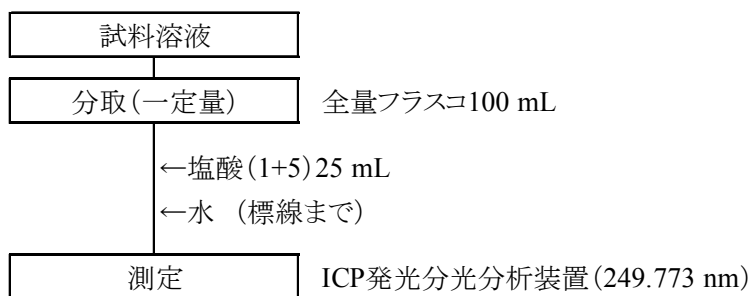 試料溶液
分取(一定量) 全量フラスコ100 mL
←塩酸(1+5)25 mL
←水 (標線まで)
測定 ICP発光分光分析装置(249.773 nm)